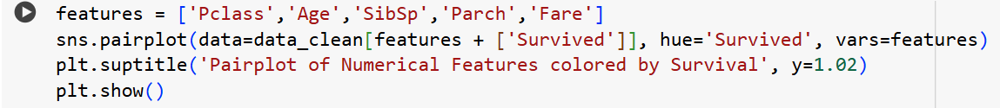 features = ['Pclass','Age','SibSp','Parch','Fare']
sns.pairplot(data=data_clean[features + ['Survived']], hue='Survived', vars=features)
plt.suptitle('Pairplot of Numerical Features colored by Survival', y=1.02)
plt.show()